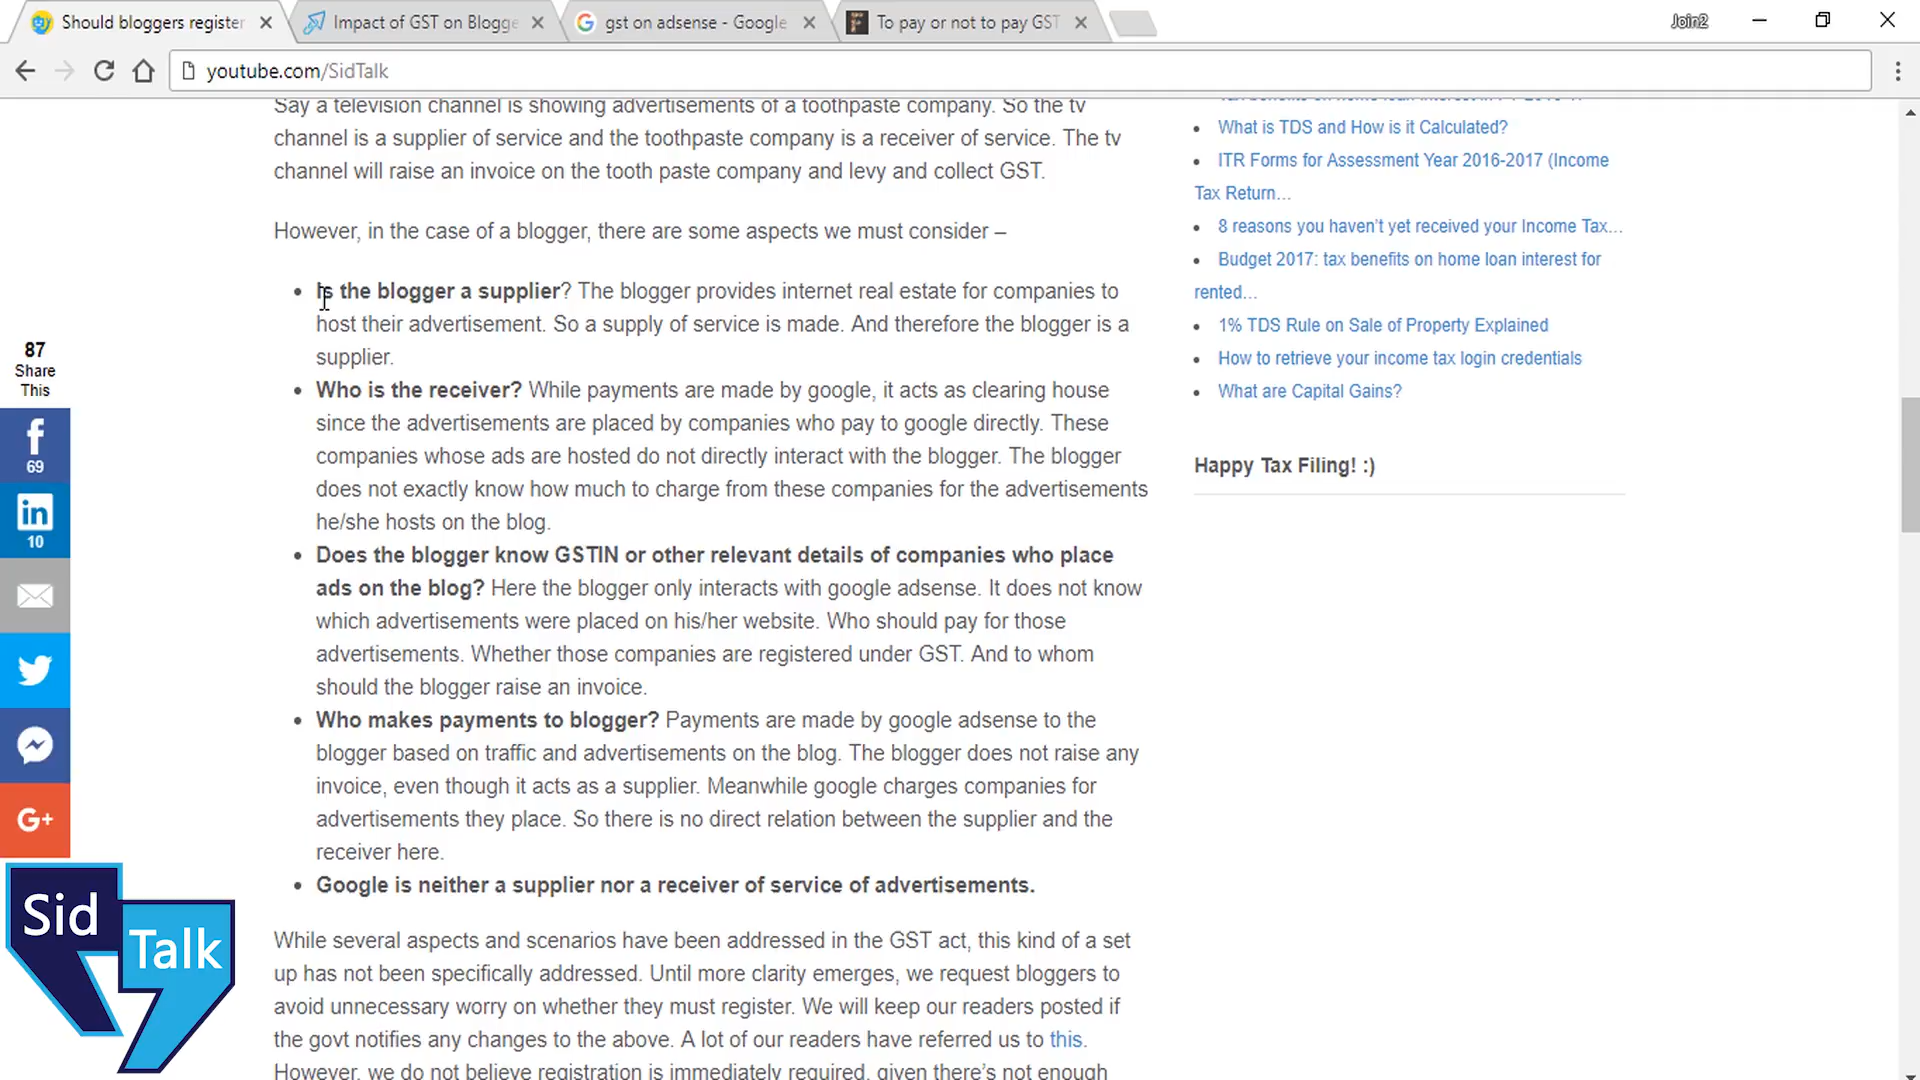 Should bloggers register
Impact of GST on Blogge
gst on adsense - Google
To pay or not to pay GST
Join2
youtube.com/SidTalk
Say a television channel is showing advertisements of a toothpaste company. So the tv
channel is a supplier of service and the toothpaste company is a receiver of service. The tv
channel will raise an invoice on the tooth paste company and levy and collect GST.
However, in the case of a blogger, there are some aspects we must consider –
Is the blogger a supplier? The blogger provides internet real estate for companies to
host their advertisement. So a supply of service is made. And therefore the blogger is a
supplier.
Who is the receiver? While payments are made by google, it acts as clearing house
since the advertisements are placed by companies who pay to google directly. These
companies whose ads are hosted do not directly interact with the blogger. The blogger
does not exactly know how much to charge from these companies for the advertisements
he/she hosts on the blog.
Does the blogger know GSTIN or other relevant details of companies who place
ads on the blog? Here the blogger only interacts with google adsense. It does not know
which advertisements were placed on his/her website. Who should pay for those
advertisements. Whether those companies are registered under GST. And to whom
should the blogger raise an invoice.
Who makes payments to blogger? Payments are made by google adsense to the
blogger based on traffic and advertisements on the blog. The blogger does not raise any
invoice, even though it acts as a supplier. Meanwhile google charges companies for
advertisements they place. So there is no direct relation between the supplier and the
receiver here.
Google is neither a supplier nor a receiver of service of advertisements.
While several aspects and scenarios have been addressed in the GST act, this kind of a set
up has not been specifically addressed. Until more clarity emerges, we request bloggers to
avoid unnecessary worry on whether they must register. We will keep our readers posted if
the govt notifies any changes to the above. A lot of our readers have referred us to this.
However, we do not believe registration is immediately required, given there's not enough
What is TDS and How is it Calculated?
ITR Forms for Assessment Year 2016-2017 (Income
Tax Return…
8 reasons you haven't yet received your Income Tax…
Budget 2017: tax benefits on home loan interest for
rented…
1% TDS Rule on Sale of Property Explained
How to retrieve your income tax login credentials
What are Capital Gains?
Happy Tax Filing! :)
87
Share
This
f
69
in
10
G+
Sid
Talk